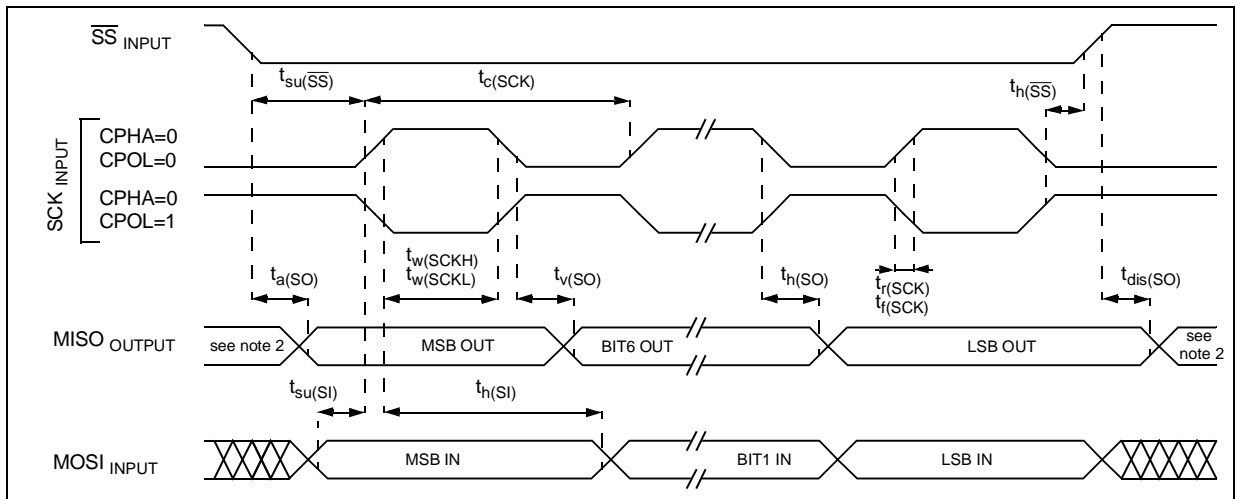 SS INPUT
tsu(SS)
tc(SCK)
th(SS)
SCK INPUT
CPHA=0
CPOL=0
CPHA=0
CPOL=1
ta(SO)
tw(SCKH)
tw(SCKL)
tv(SO)
th(SO)
tr(SCK)
tf(SCK)
tdis(SO)
MISO OUTPUT
see note 2
MSB OUT
BIT6 OUT
LSB OUT
see
note 2
tsu(SI)
th(SI)
MOSI INPUT
MSB IN
BIT1 IN
LSB IN